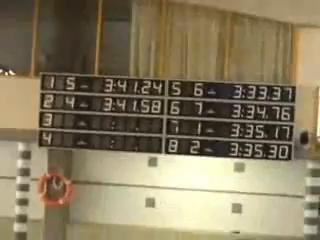 1 5 3:41.24 5 6 3:33.37
2 4 3:41.58 6 7 3:34.76
3 : . 7 1 3:35.17
4 : . 8 2 3:35.30